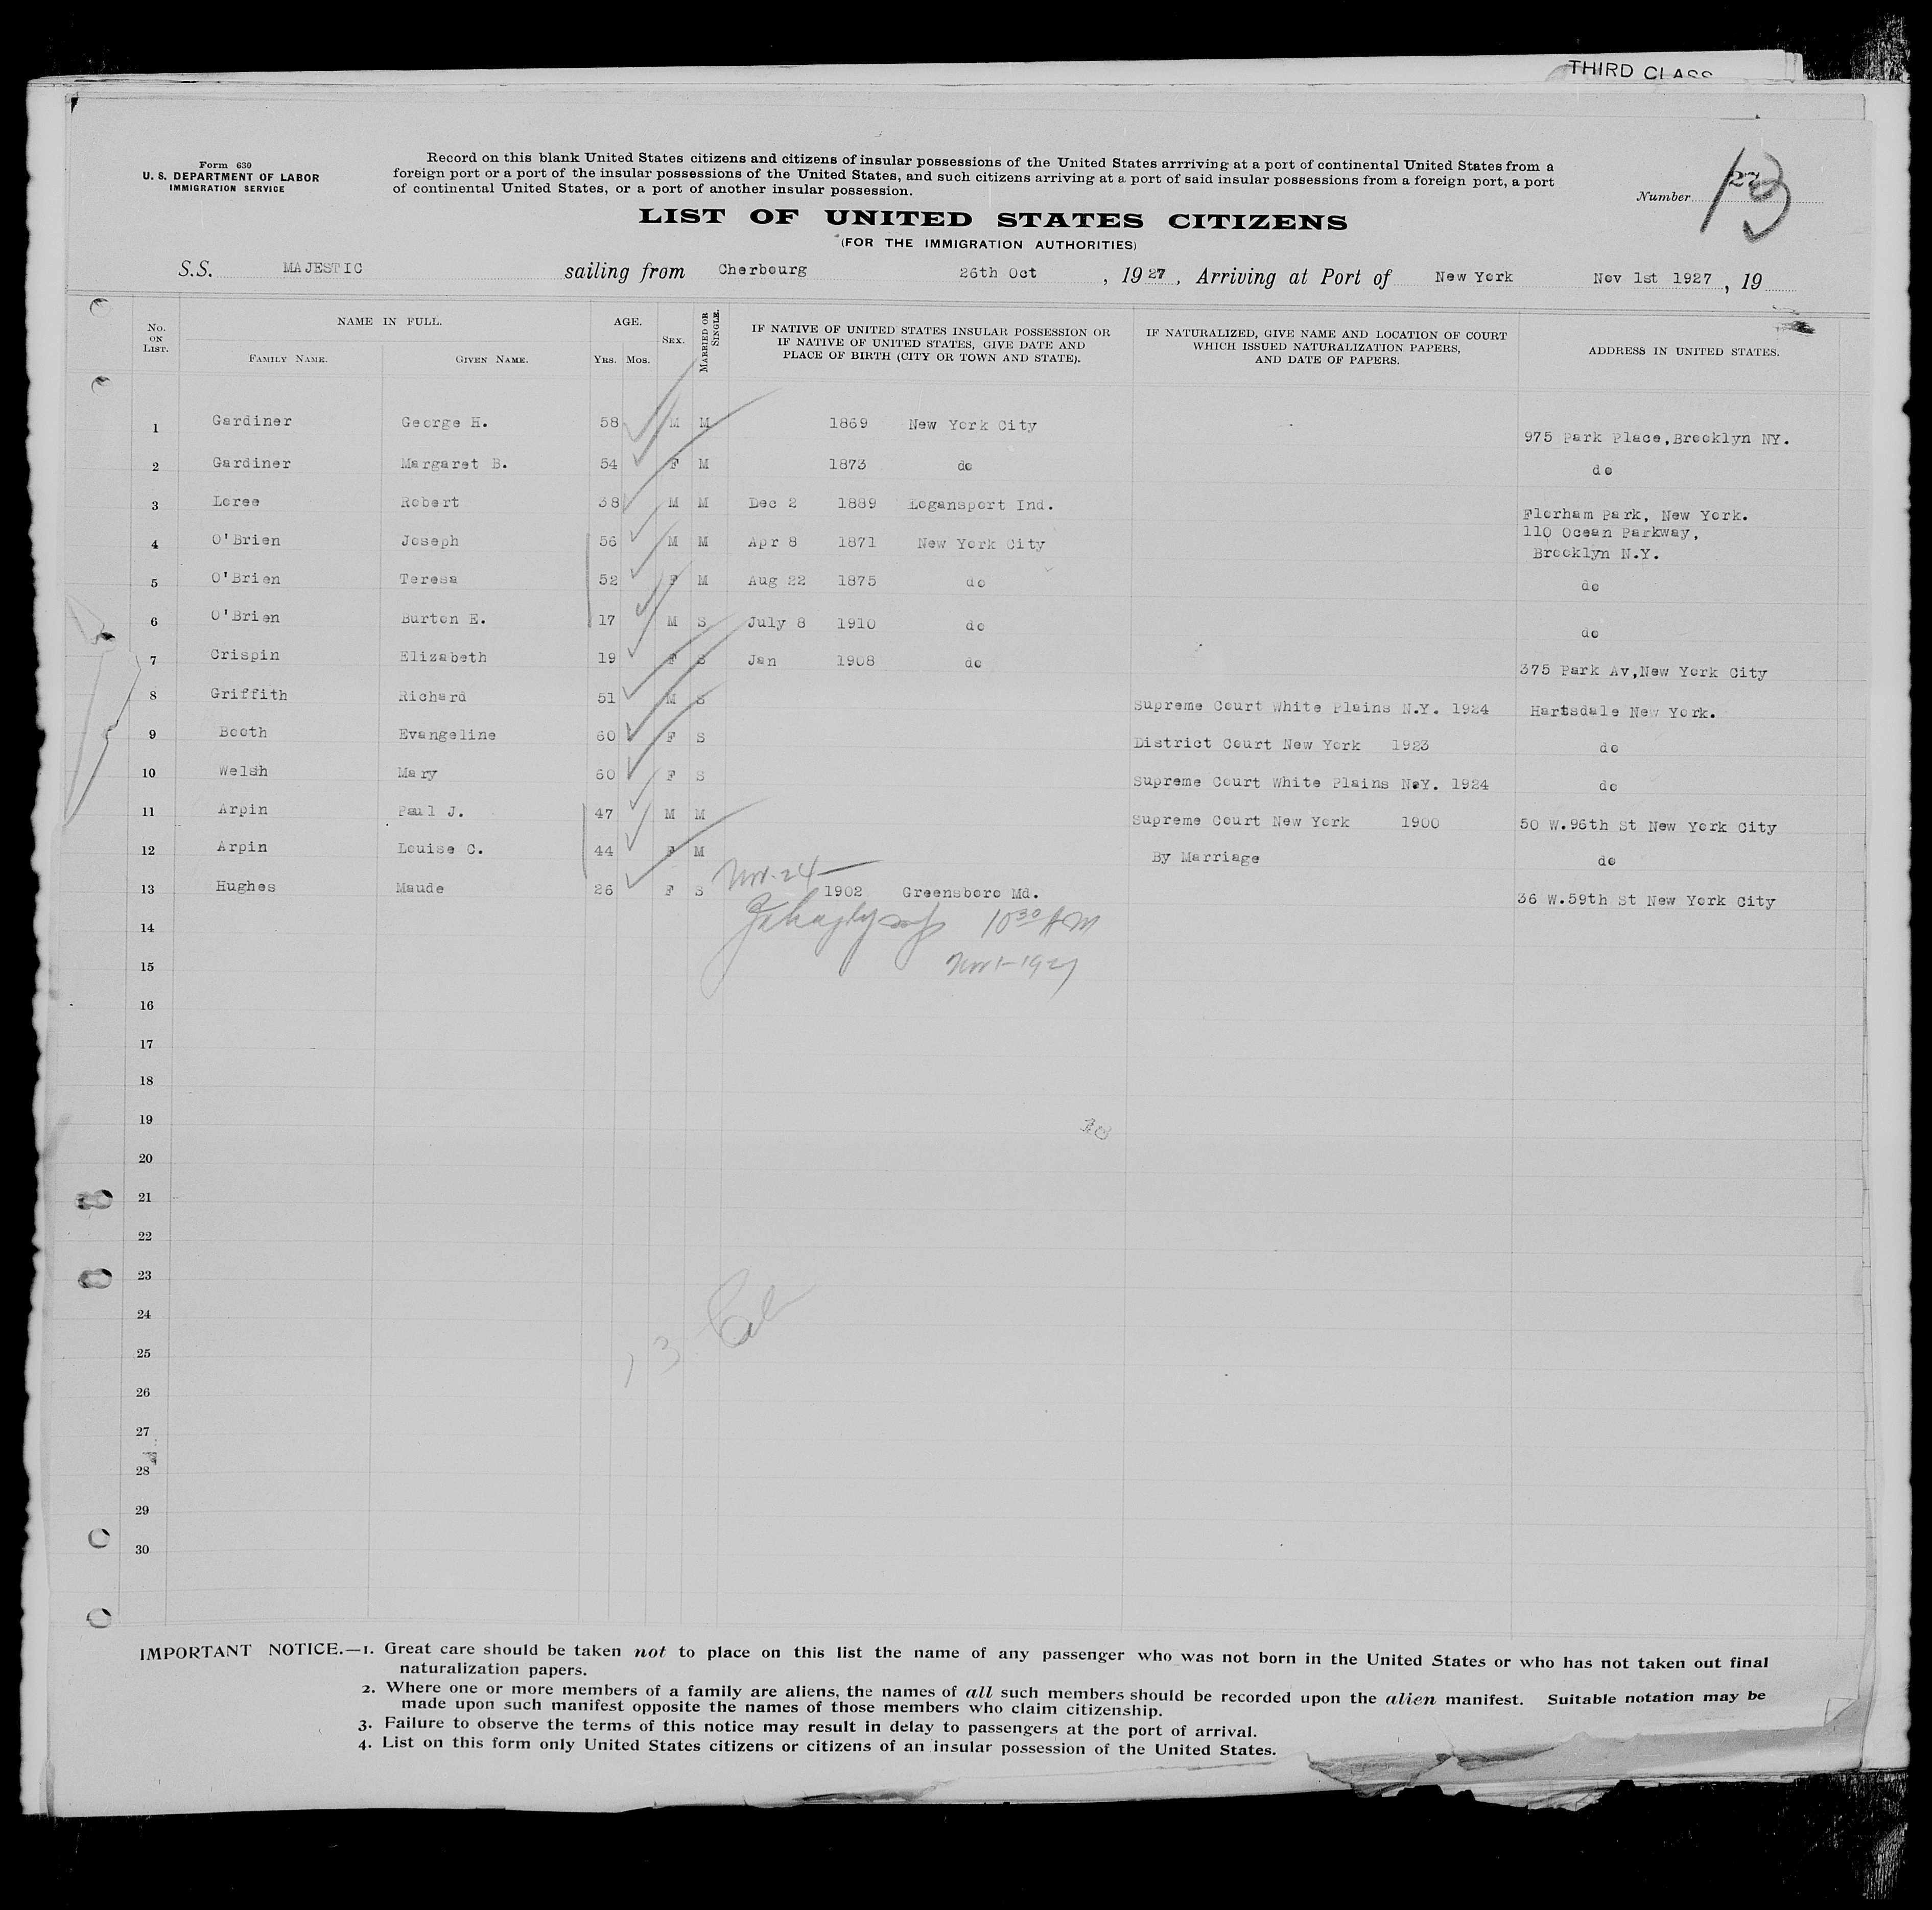 THIRD CLASS
Form 630
U. S. DEPARTMENT OF LABOR
IMMIGRATION SERVICE
Record on this blank United States citizens and citizens of insular possessions of the United States arrriving at a port of continental United States from a
foreign port or a port of the insular possessions of the United States, and such citizens arriving at a port of said insular possessions from a foreign port, a port
of continental United States, or a port of another insular possession.
Number 13
LIST OF UNITED STATES CITIZENS
(FOR THE IMMIGRATION AUTHORITIES)
S.S. MAJESTIC sailing from Cherbourg 26th Oct , 19 27 , Arriving at Port of New York Nov 1st 1927 , 19
No. ON LIST. NAME IN FULL. AGE. SEX. MARRIED OR SINGLE. IF NATIVE OF UNITED STATES INSULAR POSSESSION OR IF NATIVE OF UNITED STATES, GIVE DATE AND PLACE OF BIRTH (CITY OR TOWN AND STATE). IF NATURALIZED, GIVE NAME AND LOCATION OF COURT WHICH ISSUED NATURALIZATION PAPERS, AND DATE OF PAPERS. ADDRESS IN UNITED STATES.
FAMILY NAME. GIVEN NAME. YRS. MOS.
1 Gardiner George H. 58 M M 1869 New York City 975 Park Place,Brooklyn NY.
2 Gardiner Margaret B. 54 F M 1873 do do
3 Loree Robert 38 M M Dec 2 1889 Logansport Ind. Florham Park, New York.
4 O'Brien Joseph 56 M M Apr 8 1871 New York City 110 Ocean Parkway,
Brooklyn N.Y.
5 O'Brien Teresa 52 F M Aug 22 1875 do do
6 O'Brien Burton E. 17 M S July 8 1910 do do
7 Crispin Elizabeth 19 F S Jan 1908 do 375 Park Av,New York City
8 Griffith Richard 51 M S Supreme Court White Plains N.Y. 1924 Hartsdale New York.
9 Booth Evangeline 60 F S District Court New York 1923 do
10 Welsh Mary 60 F S Supreme Court White Plains N.Y. 1924 do
11 Arpin Paul J. 47 M M Supreme Court New York 1900 50 W.96th St New York City
12 Arpin Louise C. 44 F M By Marriage do
Nov. 24
13 Hughes Maude 26 F S 1902 Greensboro Md. 36 W.59th St New York City
14 10 30 AM
15 Nov 1-1927
16
17
18
19
20
21
22
23
24
25 13
26
27
28
29
30
IMPORTANT NOTICE.—1. Great care should be taken not to place on this list the name of any passenger who was not born in the United States or who has not taken out final
naturalization papers.
2. Where one or more members of a family are aliens, the names of all such members should be recorded upon the alien manifest. Suitable notation may be
made upon such manifest opposite the names of those members who claim citizenship.
3. Failure to observe the terms of this notice may result in delay to passengers at the port of arrival.
4. List on this form only United States citizens or citizens of an insular possession of the United States.